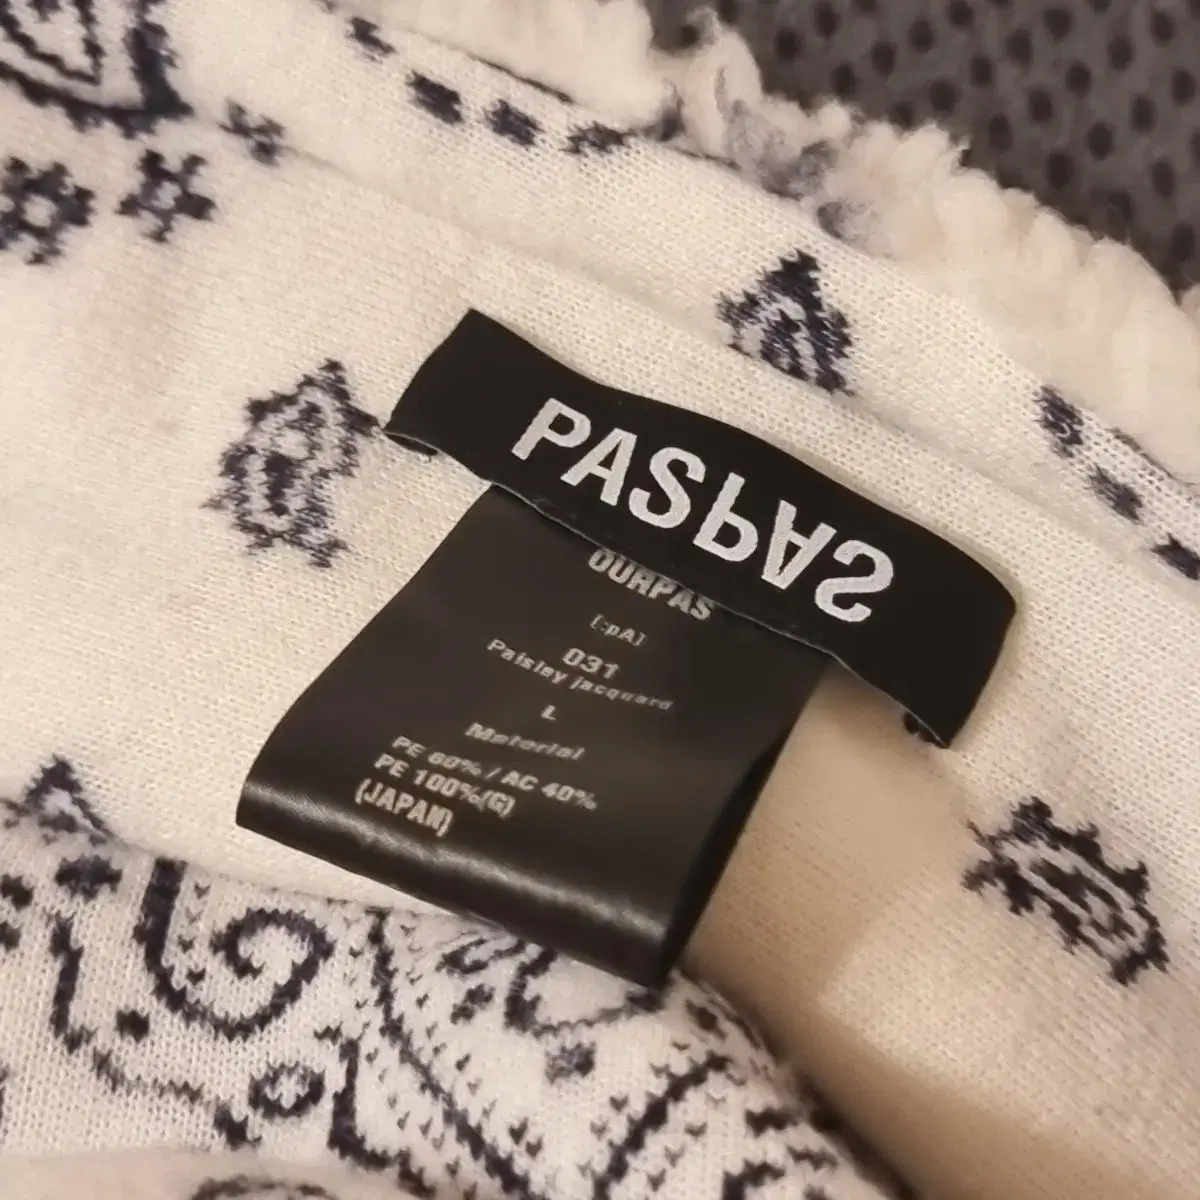 PASPAS
OURPAS
[:pA]
031
Paisley jacquard
L
Material
PE 60% / AC 40%
PE 100%(G)
(JAPAN)